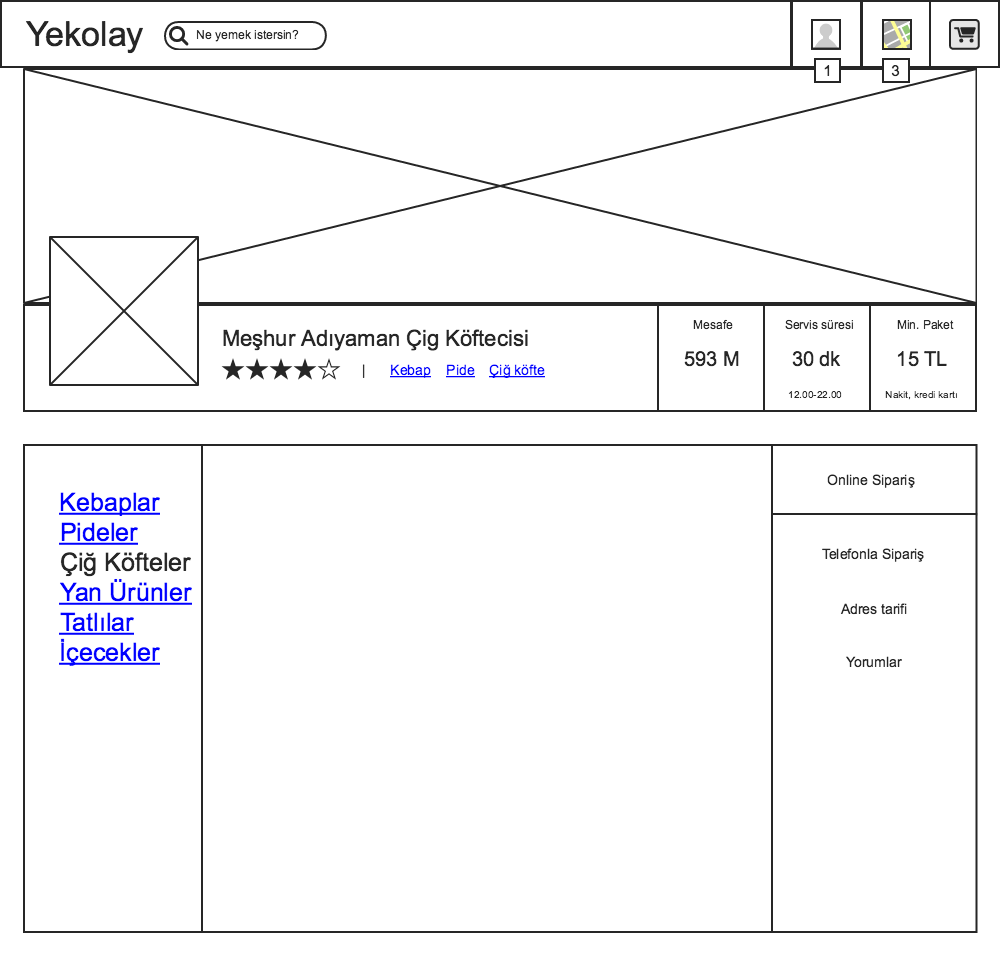 Yekolay
Ne yemek istersin?
1
3
Meşhur Adıyaman Çig Köftecisi
| Kebap Pide Çiğ köfte
Mesafe
593 M
Servis süresi
30 dk
12.00-22.00
Min. Paket
15 TL
Nakit, kredi kartı
Kebaplar
Pideler
Çiğ Köfteler
Yan Ürünler
Tatlılar
İçecekler
Online Sipariş
Telefonla Sipariş
Adres tarifi
Yorumlar